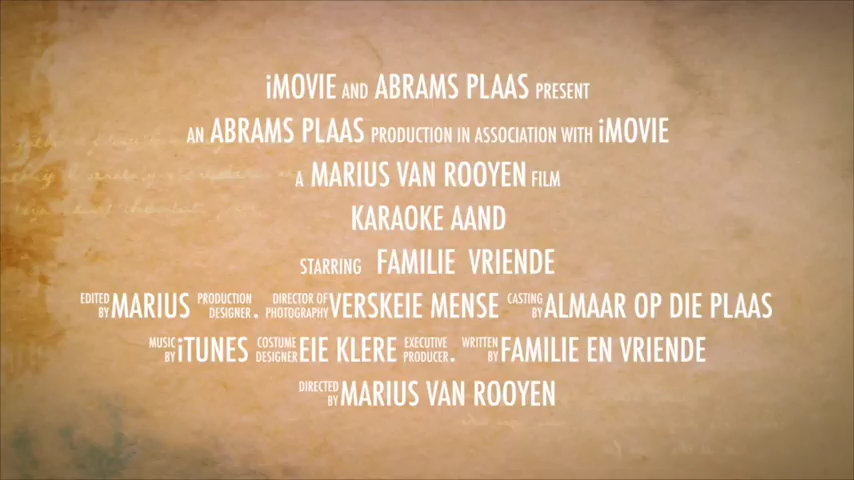 iMOVIE AND ABRAMS PLAAS PRESENT
AN ABRAMS PLAAS PRODUCTION IN ASSOCIATION WITH iMOVIE
A MARIUS VAN ROOYEN FILM
KARAOKE AAND
STARRING FAMILIE VRIENDE
EDITED BY MARIUS PRODUCTION DESIGNER . DIRECTOR OF PHOTOGRAPHY VERSKEIE MENSE CASTING BY ALMAAR OP DIE PLAAS
MUSIC BY iTUNES COSTUME DESIGNER EIE KLERE EXECUTIVE PRODUCER . WRITTEN BY FAMILIE EN VRIENDE
DIRECTED BY MARIUS VAN ROOYEN